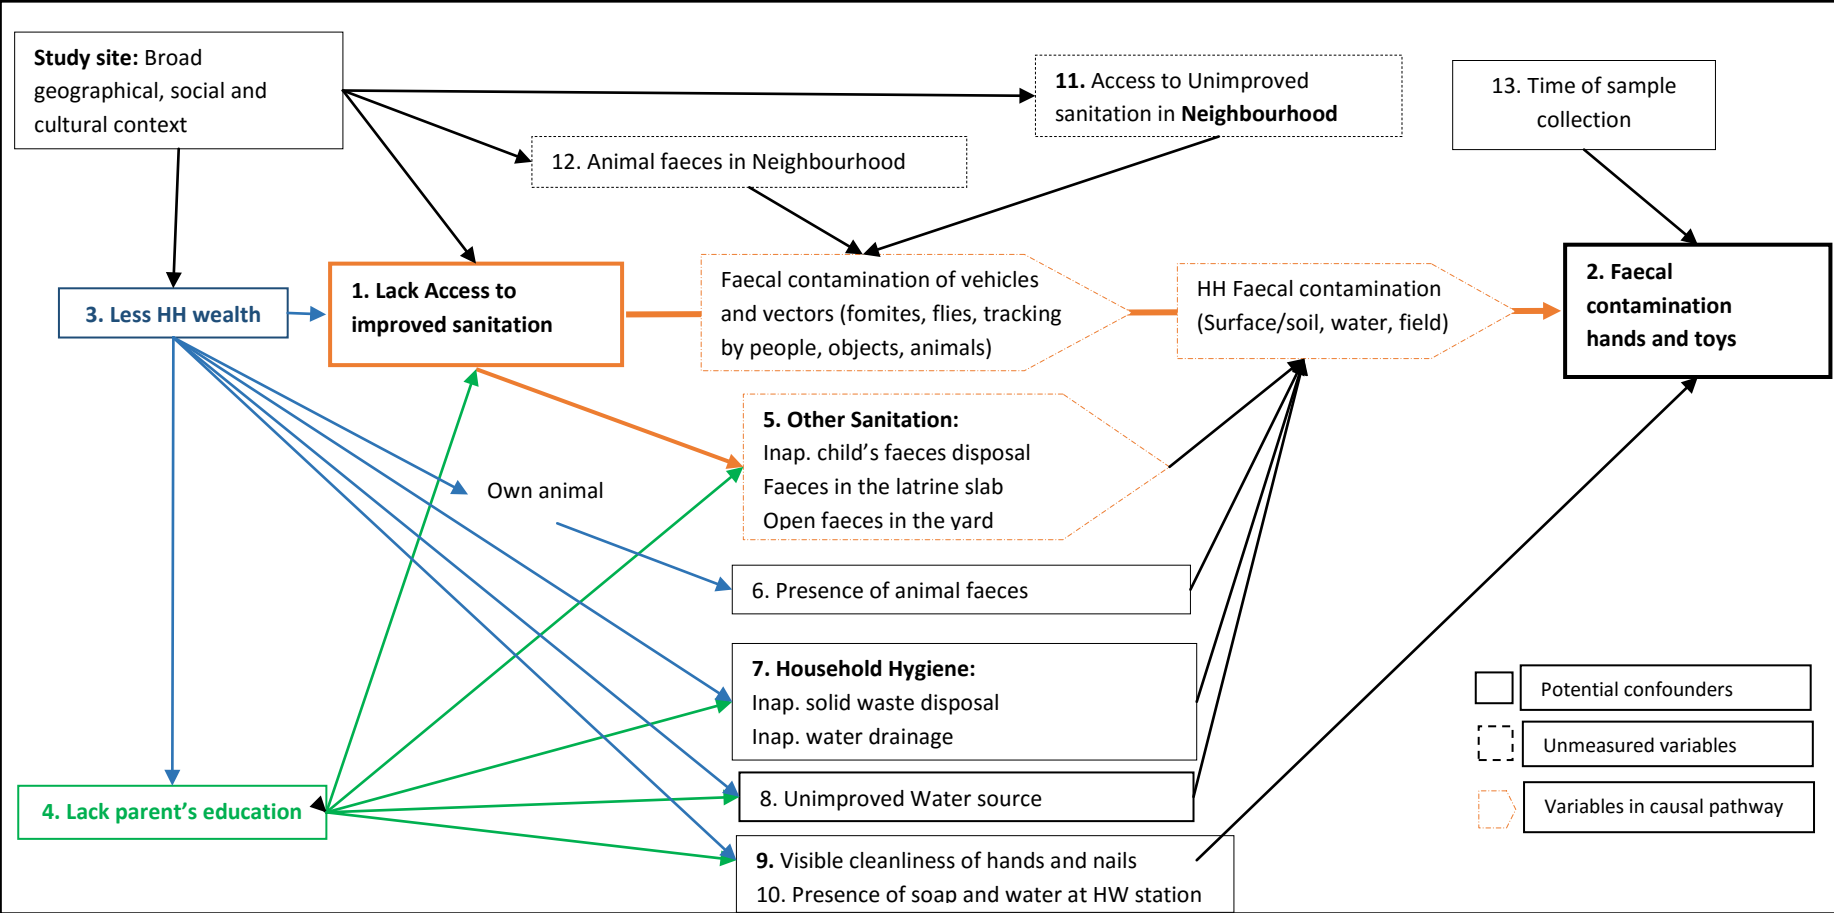 Study site: Broad
geographical, social and
cultural context
11. Access to Unimproved
sanitation in Neighbourhood
13. Time of sample
collection
12. Animal faeces in Neighbourhood
3. Less HH wealth
1. Lack Access to
improved sanitation
Faecal contamination of vehicles
and vectors (fomites, flies, tracking
by people, objects, animals)
HH Faecal contamination
(Surface/soil, water, field)
2. Faecal
contamination
hands and toys
5. Other Sanitation:
Inap. child’s faeces disposal
Faeces in the latrine slab
Open faeces in the yard
Own animal
6. Presence of animal faeces
7. Household Hygiene:
Inap. solid waste disposal
Inap. water drainage
4. Lack parent’s education
8. Unimproved Water source
9. Visible cleanliness of hands and nails
10. Presence of soap and water at HW station
Potential confounders
Unmeasured variables
Variables in causal pathway